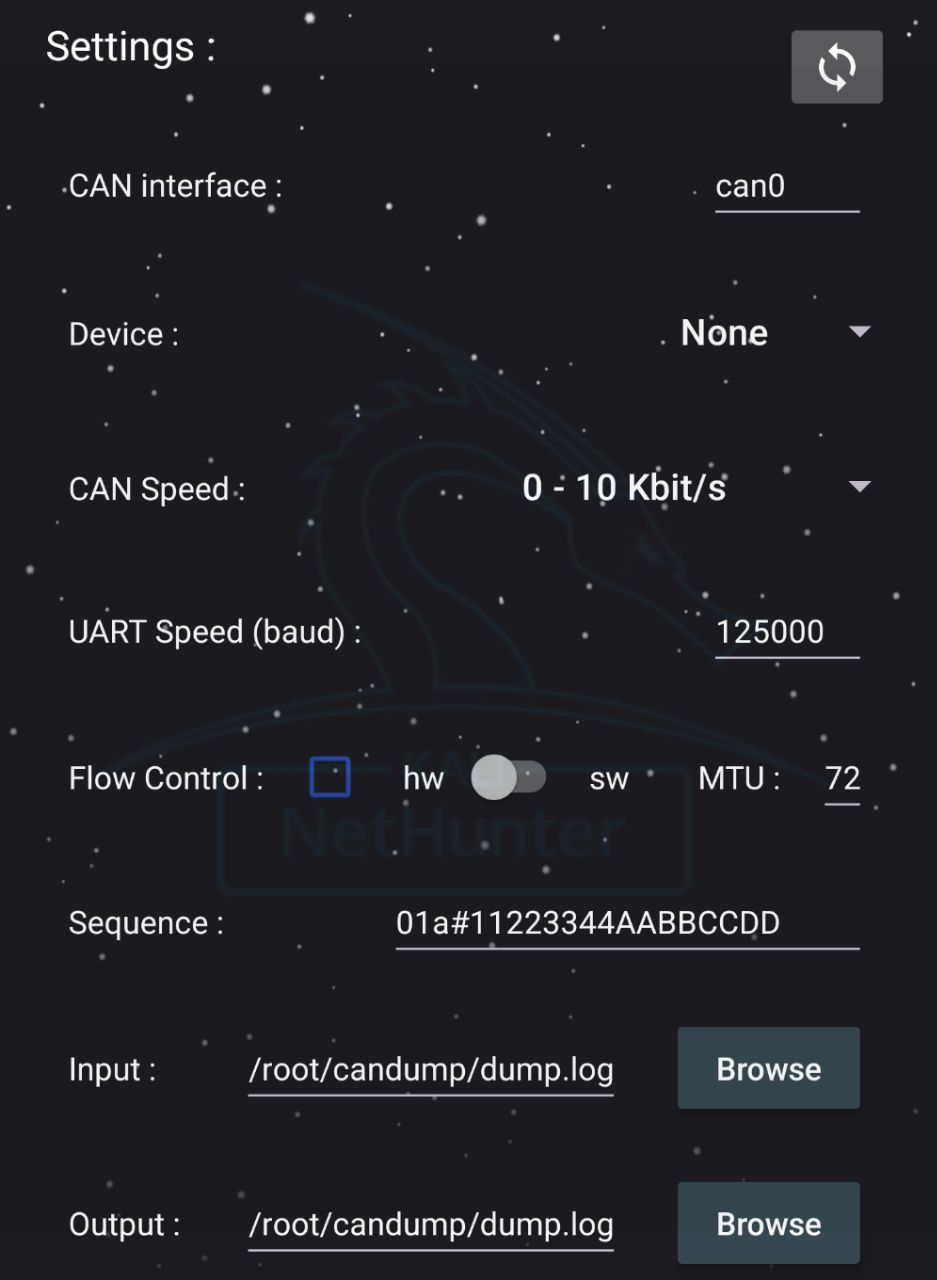 Settings :
CAN interface : can0
Device : None
CAN Speed : 0 - 10 Kbit/s
UART Speed (baud) : 125000
Flow Control : hw sw MTU : 72
KALI
NetHunter
Sequence : 01a#11223344AABBCCDD
Input : /root/candump/dump.log Browse
Output : /root/candump/dump.log Browse